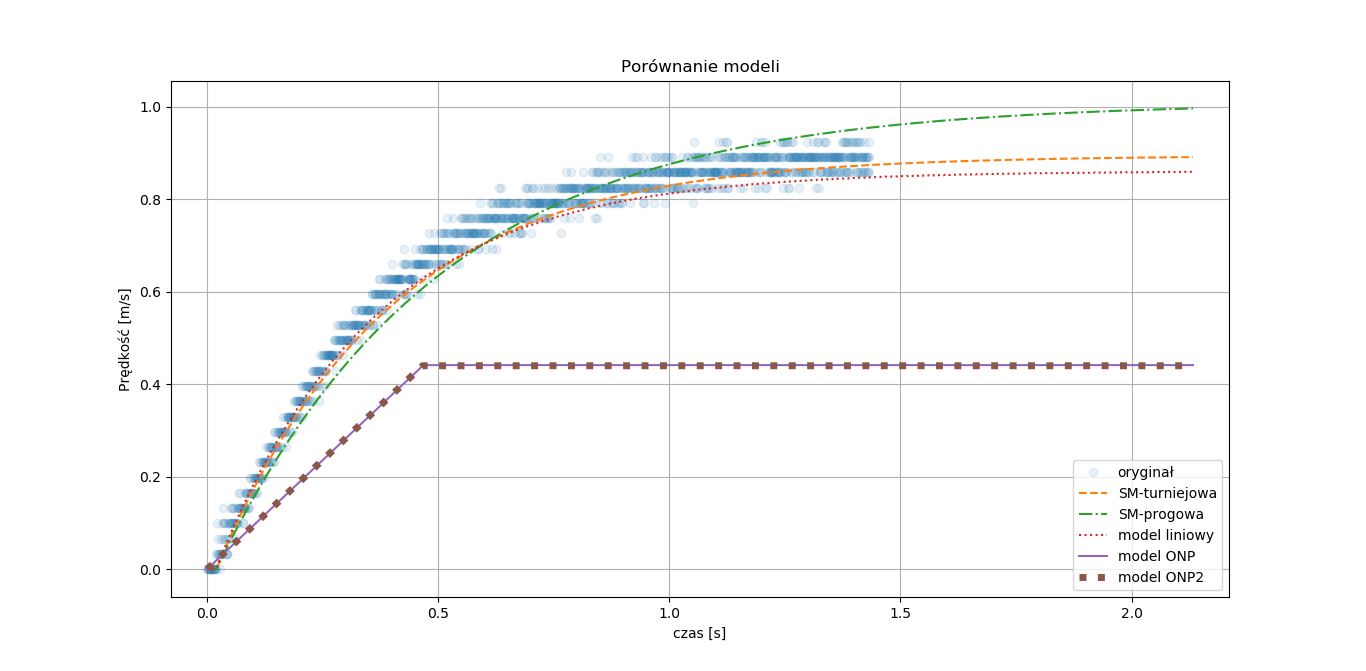 Porównanie modeli
1.0
0.8
0.6
0.4
0.2
0.0
Prędkość [m/s]
0.0 0.5 1.0 1.5 2.0
czas [s]
oryginał
SM-turniejowa
SM-progowa
model liniowy
model ONP
model ONP2